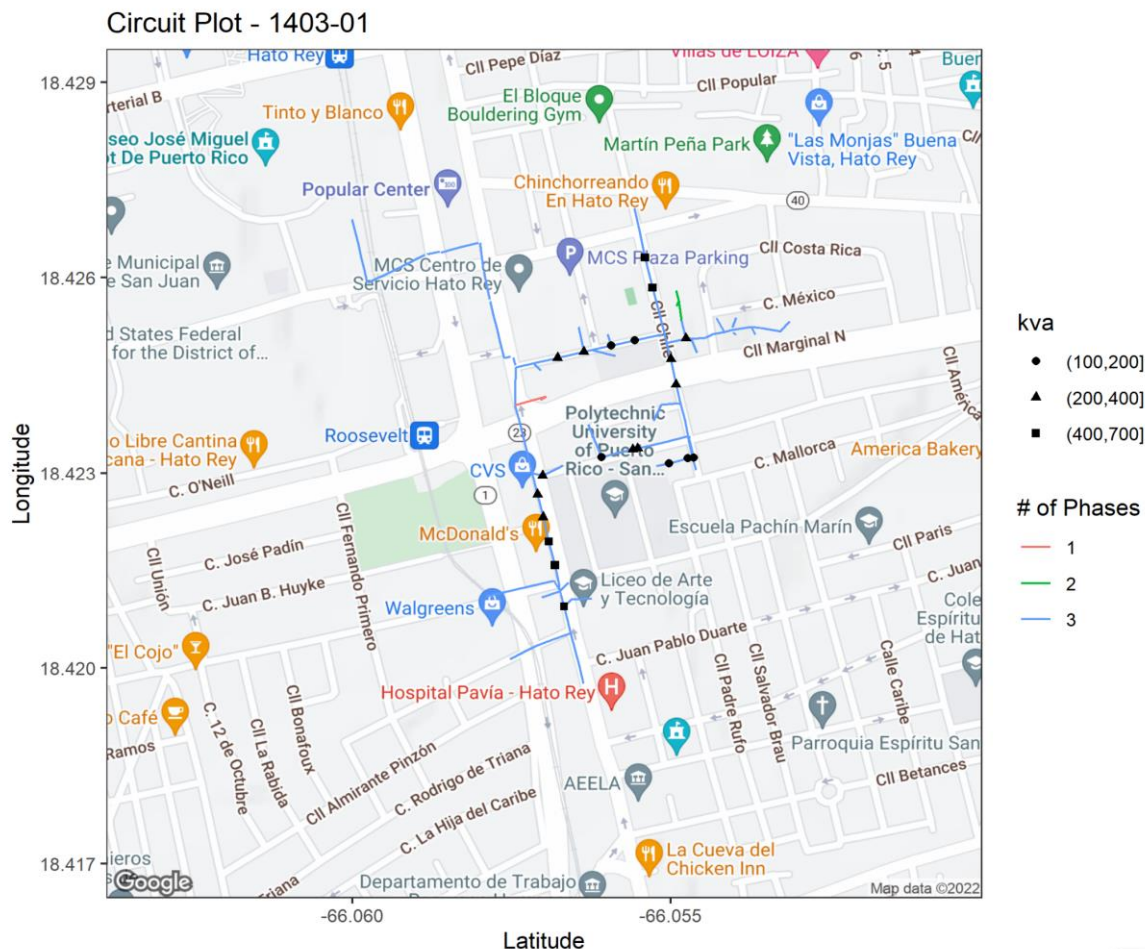 Circuit Plot - 1403-01
Hato Rey
Cll Pepe Díaz
Villas de LOIZA
6
5
C. 5
Buen
Cll Popular
arterial B
Tinto y Blanco
El Bloque
Bouldering Gym
Martín Peña Park
"Las Monjas" Buena
Vista, Hato Rey
Cll
seo José Miguel
ot De Puerto Rico
Popular Center
Chinchorreando
En Hato Rey
40
e Municipal
e San Juan
MCS Centro de
Servicio Hato Rey
P
MCS Plaza Parking
Cll Costa Rica
C. México
d States Federal
for the District of...
Cll Chile
Cll Marginal N
Cll América
Roosevelt
23
Polytechnic
University
of Puerto
Rico - San...
o Libre Cantina
cana - Hato Rey
C. O'Neill
CVS
1
C. Mallorca
America Bakery
McDonald's
Escuela Pachín Marín
Cll Unión
C. José Padín
Cll Fernando Primero
C. Juan B. Huyke
Cll Paris
C. Juan
Walgreens
Liceo de Arte
y Tecnología
Cole
Espíritu
de Hat
"El Cojo"
C. Juan Pablo Duarte
Cll Padre Rufo
Cll Salvador Brau
Calle Caribe
Hospital Pavía - Hato Rey
H
o Café
Ramos
C. 12 de Octubre
Cll La Rabida
Cll Bonafoux
Cll Almirante Pinzón
C. Rodrigo de Triana
C. La Hija del Caribe
Parroquia Espíritu San
AEELA
Cll Betances
La Cueva del
Chicken Inn
nieros
Triana
Departamento de Trabajo
Google
Map data ©2022
18.429
18.426
18.423
18.420
18.417
Longitude
-66.060
-66.055
Latitude
kva
(100,200]
(200,400]
(400,700]
# of Phases
1
2
3